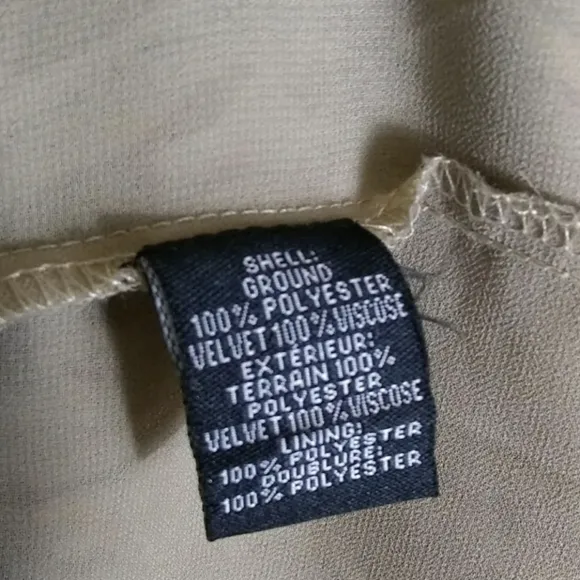 SHELL:
GROUND
100% POLYESTER
VELVET 100% VISCOSE
EXTÉRIEUR:
TERRAIN 100%
POLYESTER
VELVET 100% VISCOSE
LINING:
100% POLYESTER
DOUBLURE:
100% POLYESTER